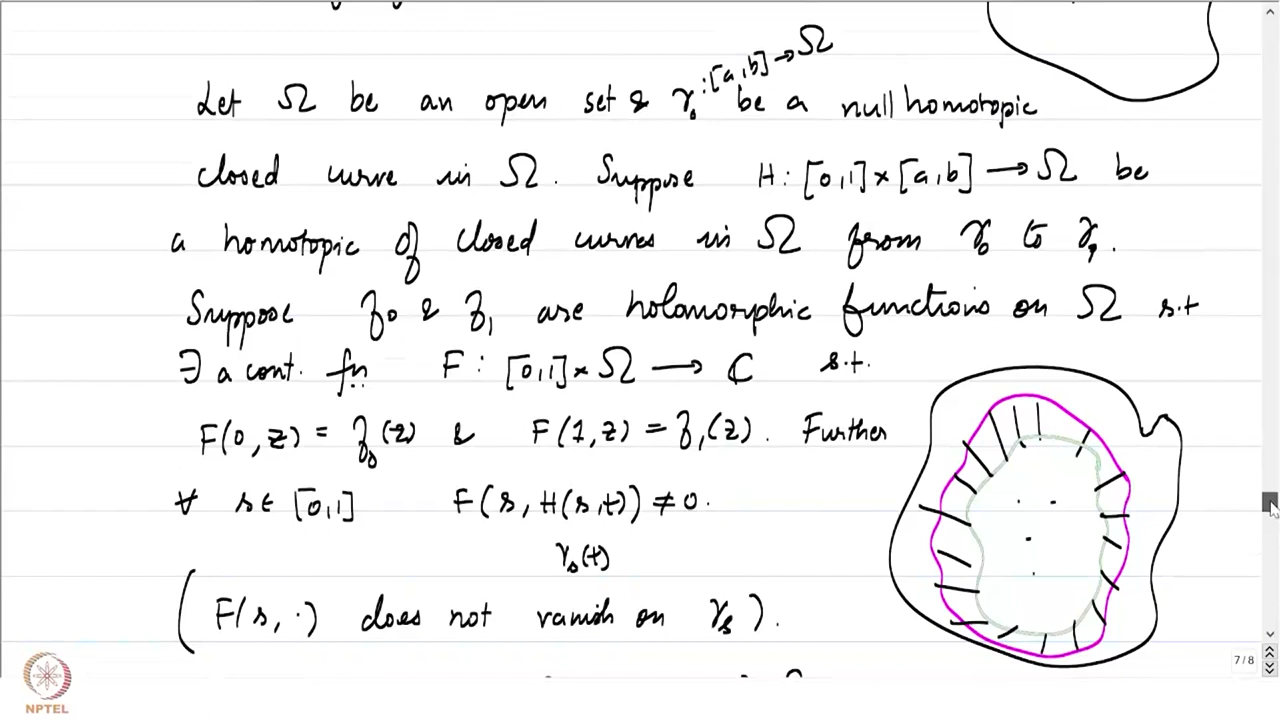 Let Ω be an open set & γ₀ : [a,b] → Ω be a null homotopic
closed curve in Ω. Suppose H : [0,1] × [a,b] → Ω be
a homotopic of closed curves in Ω from γ₀ to γ₁.
Suppose f₀ & f₁ are holomorphic functions on Ω s.t
∃ a cont. fn. F : [0,1] × Ω → ℂ s.t.
F(0,z) = f₀(z) & F(1,z) = f₁(z). Further
∀ s ∈ [0,1] F(s, H(s,t)) ≠ 0.
γₛ(t)
(F(s, ·) does not vanish on γₛ).
7 / 8
NPTEL